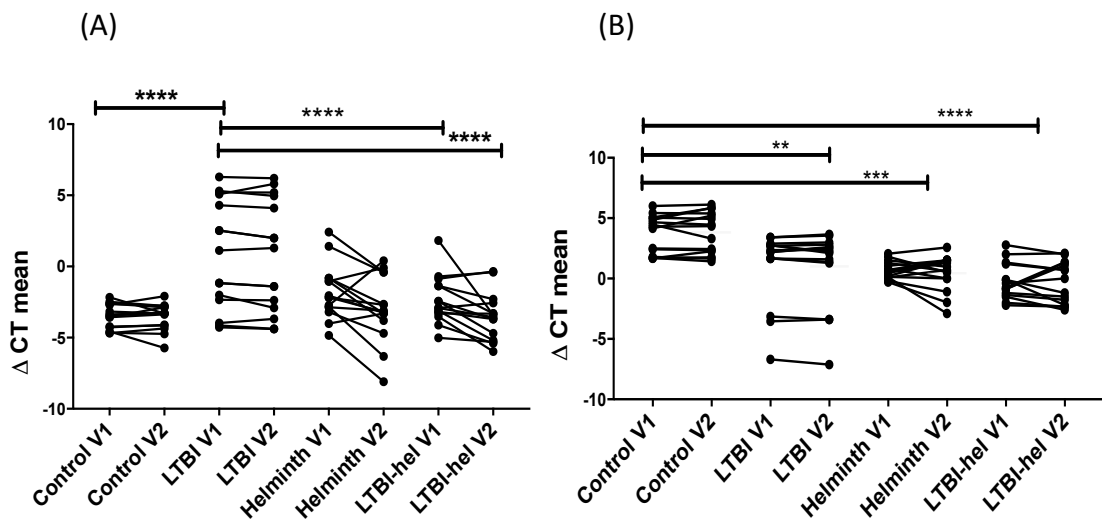 (A)
(B)
****
****
****
Δ CT mean
10
5
0
-5
-10
Control V1
Control V2
LTBI V1
LTBI V2
Helminth V1
Helminth V2
LTBI-hel V1
LTBI-hel V2
****
**
***
Δ CT mean
10
5
0
-5
-10
Control V1
Control V2
LTBI V1
LTBI V2
Helminth V1
Helminth V2
LTBI-hel V1
LTBI-hel V2